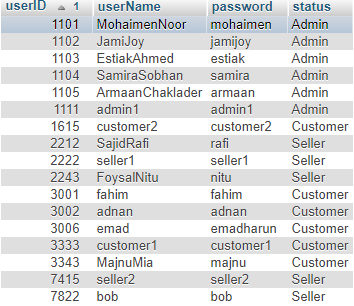 userID 1 userName password status
1101 MohaimenNoor mohaimen Admin
1102 JamiJoy jamijoy Admin
1103 EstiakAhmed estiak Admin
1104 SamiraSobhan samira Admin
1105 ArmaanChaklader armaan Admin
1111 admin1 admin1 Admin
1615 customer2 customer2 Customer
2212 SajidRafi rafi Seller
2222 seller1 seller1 Seller
2243 FoysalNitu nitu Seller
3001 fahim fahim Customer
3002 adnan adnan Customer
3006 emad emadharun Customer
3333 customer1 customer1 Customer
3343 MajnuMia majnu Customer
7415 seller2 seller2 Seller
7822 bob bob Seller